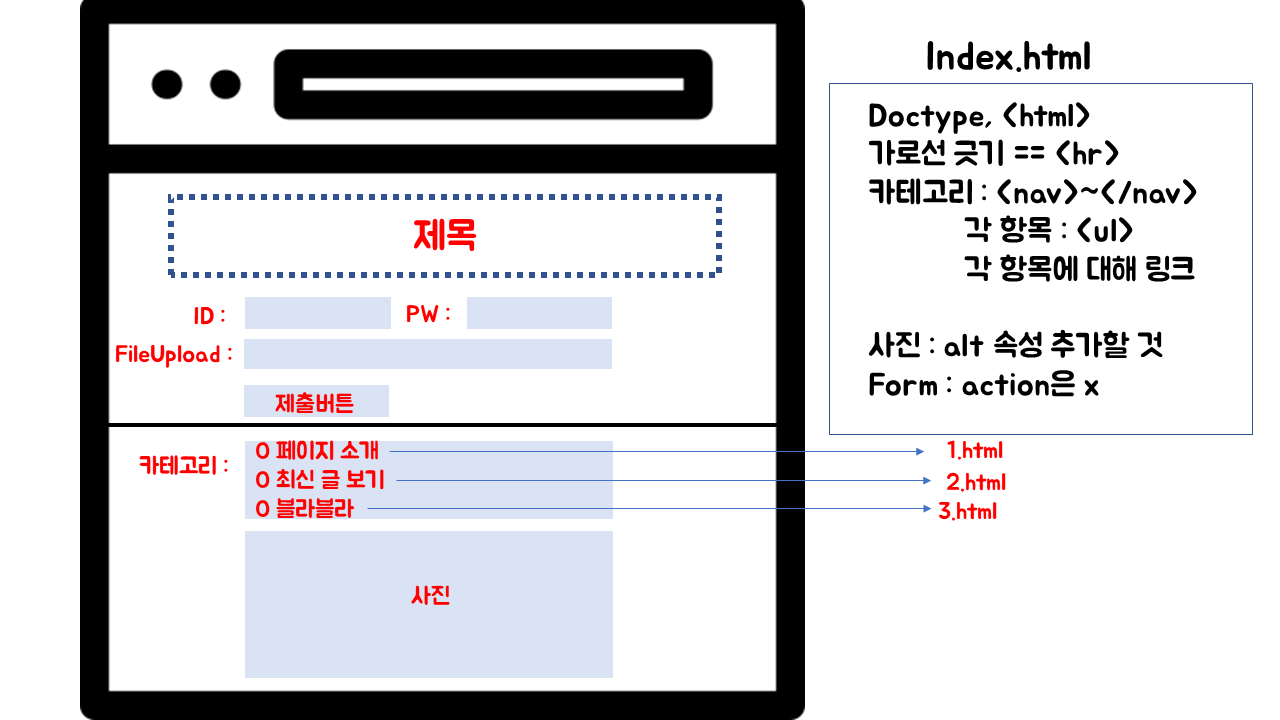 Index.html
Doctype, <html>
가로선 긋기 == <hr>
카테고리 : <nav>~</nav>
각 항목 : <ul>
각 항목에 대해 링크
사진 : alt 속성 추가할 것
Form : action은 x
제목
ID :
PW :
FileUpload :
제출버튼
카테고리 :
O 페이지 소개
O 최신 글 보기
O 블라블라
1.html
2.html
3.html
사진